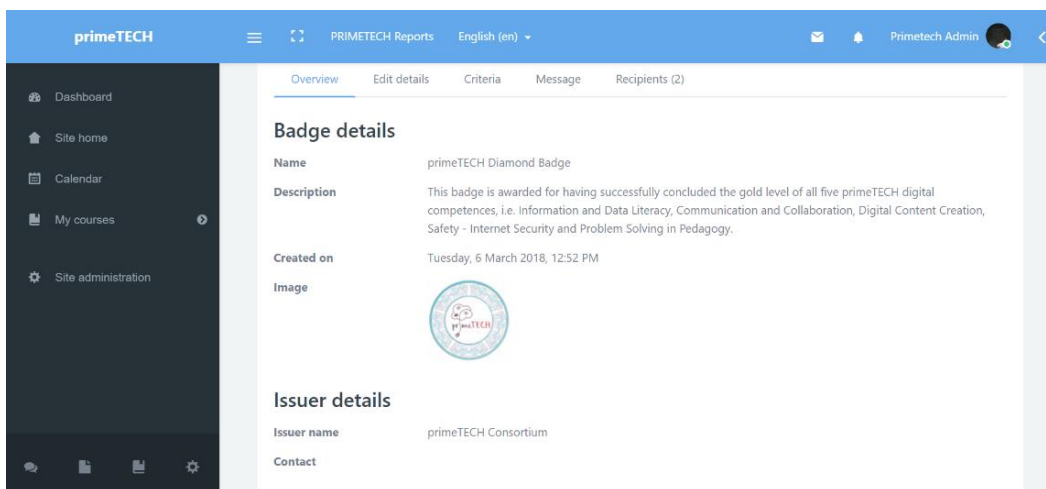 primeTECH
PRIMETECH Reports
English (en)
Primetech Admin
Dashboard
Site home
Calendar
My courses
Site administration
Overview
Edit details
Criteria
Message
Recipients (2)
Badge details
Name
primeTECH Diamond Badge
Description
This badge is awarded for having successfully concluded the gold level of all five primeTECH digital
competences, i.e. Information and Data Literacy, Communication and Collaboration, Digital Content Creation,
Safety - Internet Security and Problem Solving in Pedagogy.
Created on
Tuesday, 6 March 2018, 12:52 PM
Image
primeTECH
Issuer details
Issuer name
primeTECH Consortium
Contact